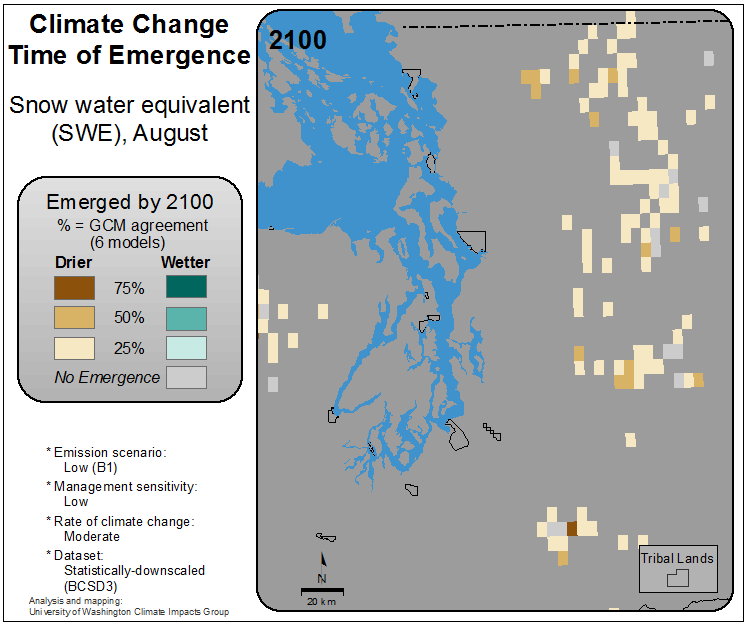 Climate Change
Time of Emergence
Snow water equivalent
(SWE), August
Emerged by 2100
% = GCM agreement
(6 models)
Drier Wetter
75%
50%
25%
No Emergence
* Emission scenario:
Low (B1)
* Management sensitivity:
Low
* Rate of climate change:
Moderate
* Dataset:
Statistically-downscaled
(BCSD3)
Analysis and mapping:
University of Washington Climate Impacts Group
2100
N
20 km
Tribal Lands